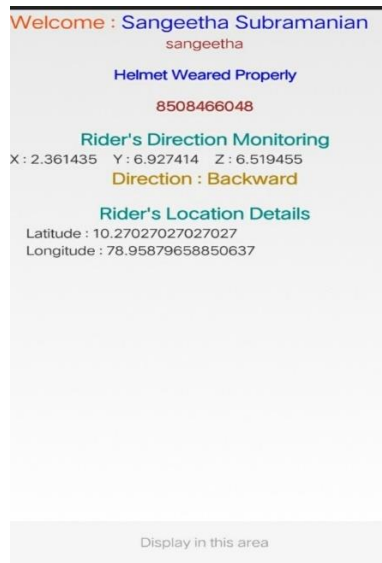 Welcome : Sangeetha Subramanian
sangeetha
Helmet Weared Properly
8508466048
Rider's Direction Monitoring
X : 2.361435 Y : 6.927414 Z : 6.519455
Direction : Backward
Rider's Location Details
Latitude : 10.27027027027027
Longitude : 78.95879658850637
Display in this area